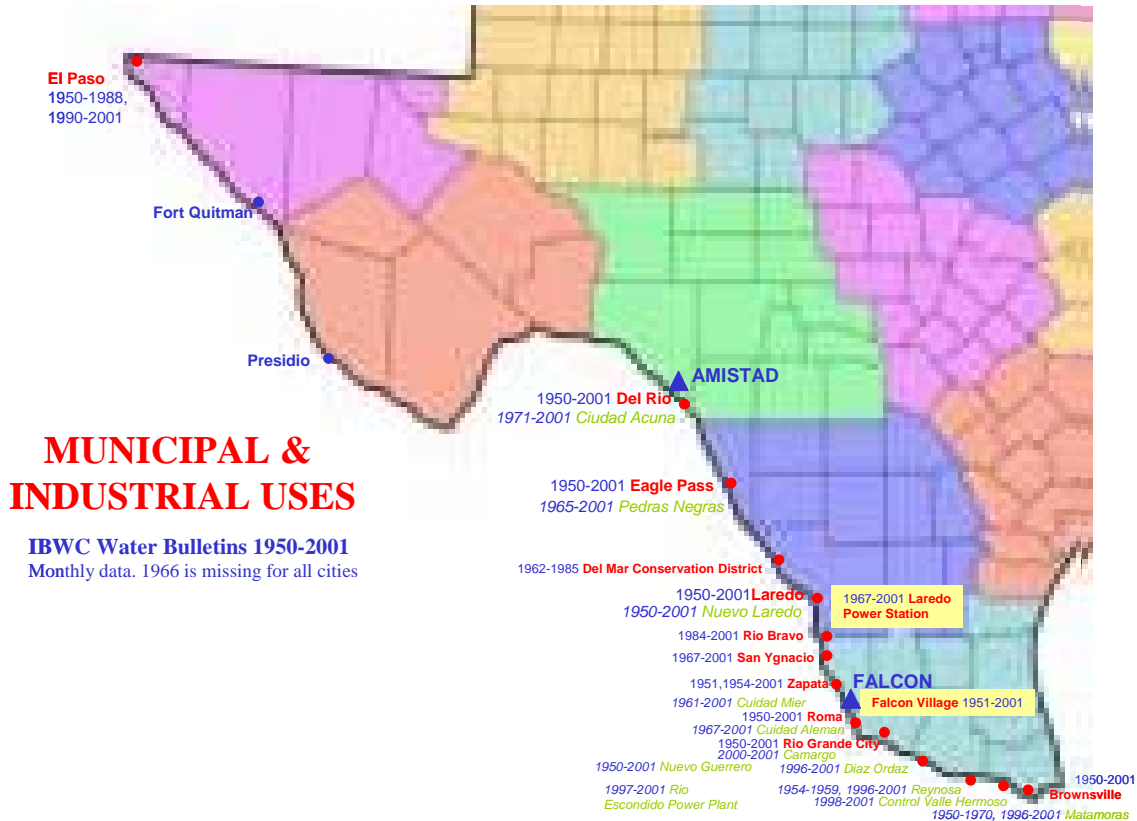 El Paso
1950-1988,
1990-2001
Fort Quitman
Presidio
AMISTAD
1950-2001 Del Rio
1971-2001 Ciudad Acuna
MUNICIPAL &
INDUSTRIAL USES
IBWC Water Bulletins 1950-2001
Monthly data. 1966 is missing for all cities
1950-2001 Eagle Pass
1965-2001 Pedras Negras
1962-1985 Del Mar Conservation District
1950-2001Laredo
1950-2001 Nuevo Laredo
1967-2001 Laredo
Power Station
1984-2001 Rio Bravo
1967-2001 San Ygnacio
1951,1954-2001 Zapata
FALCON
1961-2001 Cuidad Mier
Falcon Village 1951-2001
1950-2001 Roma
1967-2001 Cuidad Aleman
1950-2001 Rio Grande City
2000-2001 Camargo
1950-2001 Nuevo Guerrero
1996-2001 Diaz Ordaz
1997-2001 Rio
Escondido Power Plant
1954-1959, 1996-2001 Reynosa
1998-2001 Control Valle Hermoso
1950-2001
Brownsville
1950-1970, 1996-2001 Matamoras